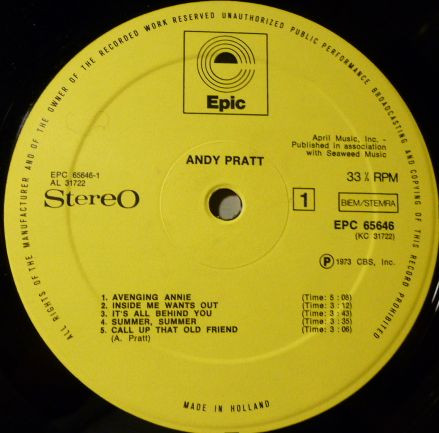 ALL RIGHTS OF THE MANUFACTURER AND OF THE OWNER OF THE RECORDED WORK RESERVED UNAUTHORIZED PUBLIC PERFORMANCE BROADCASTING AND COPYING OF THIS RECORD PROHIBITED
Epic
ANDY PRATT
April Music, Inc. -
Published in association
with Seaweed Music
EPC 65646-1
AL 31722
StereO
33⅓ RPM
1
BIEM/STEMRA
EPC 65646
(KC 31722)
P 1973 CBS, Inc.
1. AVENGING ANNIE (Time: 5 : 08)
2. INSIDE ME WANTS OUT (Time: 3 : 12)
3. IT'S ALL BEHIND YOU (Time: 3 : 43)
4. SUMMER, SUMMER (Time: 3 : 35)
5. CALL UP THAT OLD FRIEND (Time: 3 : 06)
(A. Pratt)
MADE IN HOLLAND